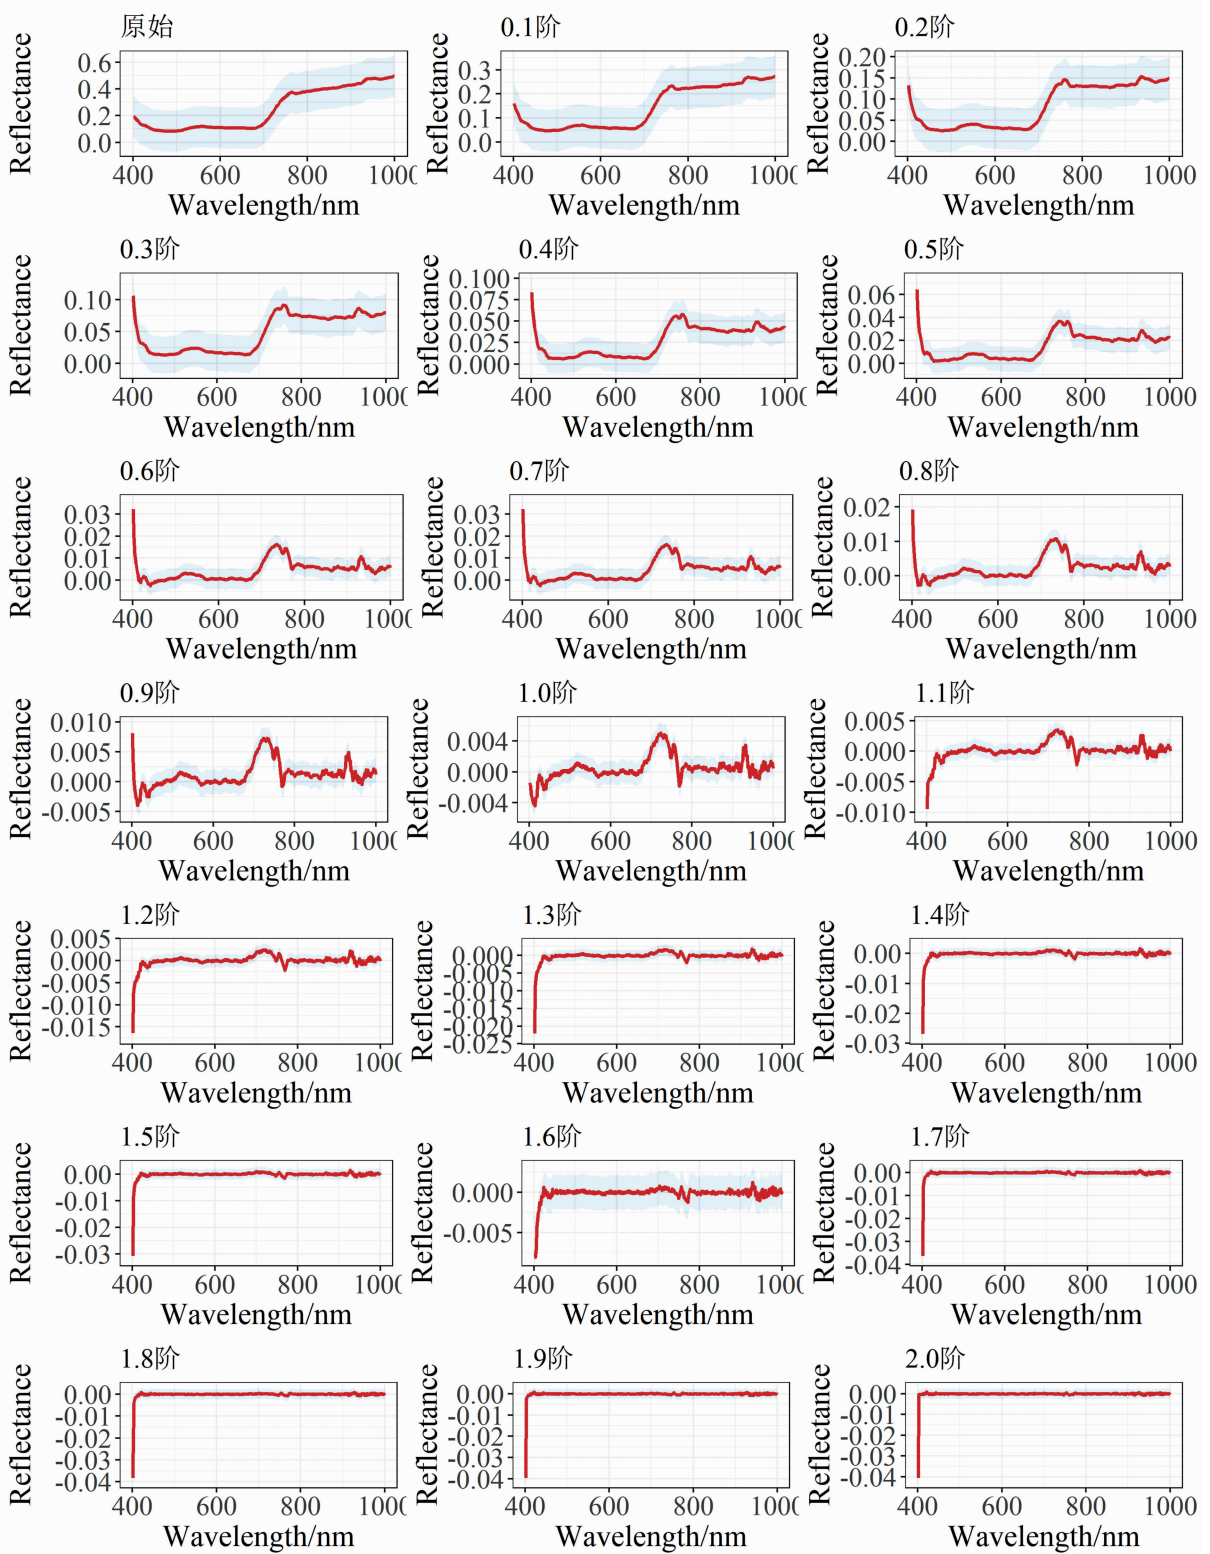 原始
Reflectance
0.6
0.4
0.2
0.0
400 600 800 1000
Wavelength/nm
0.1阶
Reflectance
0.3
0.2
0.1
0.0
400 600 800 1000
Wavelength/nm
0.2阶
Reflectance
0.20
0.15
0.10
0.05
0.00
400 600 800 1000
Wavelength/nm
0.3阶
Reflectance
0.10
0.05
0.00
400 600 800 1000
Wavelength/nm
0.4阶
Reflectance
0.100
0.075
0.050
0.025
0.000
400 600 800 1000
Wavelength/nm
0.5阶
Reflectance
0.06
0.04
0.02
0.00
400 600 800 1000
Wavelength/nm
0.6阶
Reflectance
0.03
0.02
0.01
0.00
400 600 800 1000
Wavelength/nm
0.7阶
Reflectance
0.03
0.02
0.01
0.00
400 600 800 1000
Wavelength/nm
0.8阶
Reflectance
0.02
0.01
0.00
400 600 800 1000
Wavelength/nm
0.9阶
Reflectance
0.010
0.005
0.000
-0.005
400 600 800 1000
Wavelength/nm
1.0阶
Reflectance
0.004
0.000
-0.004
400 600 800 1000
Wavelength/nm
1.1阶
Reflectance
0.005
0.000
-0.005
-0.010
400 600 800 1000
Wavelength/nm
1.2阶
Reflectance
0.005
0.000
-0.005
-0.010
-0.015
400 600 800 1000
Wavelength/nm
1.3阶
Reflectance
0.000
-0.005
-0.010
-0.015
-0.020
-0.025
400 600 800 1000
Wavelength/nm
1.4阶
Reflectance
0.00
-0.01
-0.02
-0.03
400 600 800 1000
Wavelength/nm
1.5阶
Reflectance
0.00
-0.01
-0.02
-0.03
400 600 800 1000
Wavelength/nm
1.6阶
Reflectance
0.000
-0.005
400 600 800 1000
Wavelength/nm
1.7阶
Reflectance
0.00
-0.01
-0.02
-0.03
-0.04
400 600 800 1000
Wavelength/nm
1.8阶
Reflectance
0.00
-0.01
-0.02
-0.03
-0.04
400 600 800 1000
Wavelength/nm
1.9阶
Reflectance
0.00
-0.01
-0.02
-0.03
-0.04
400 600 800 1000
Wavelength/nm
2.0阶
Reflectance
0.00
-0.01
-0.02
-0.03
-0.04
400 600 800 1000
Wavelength/nm